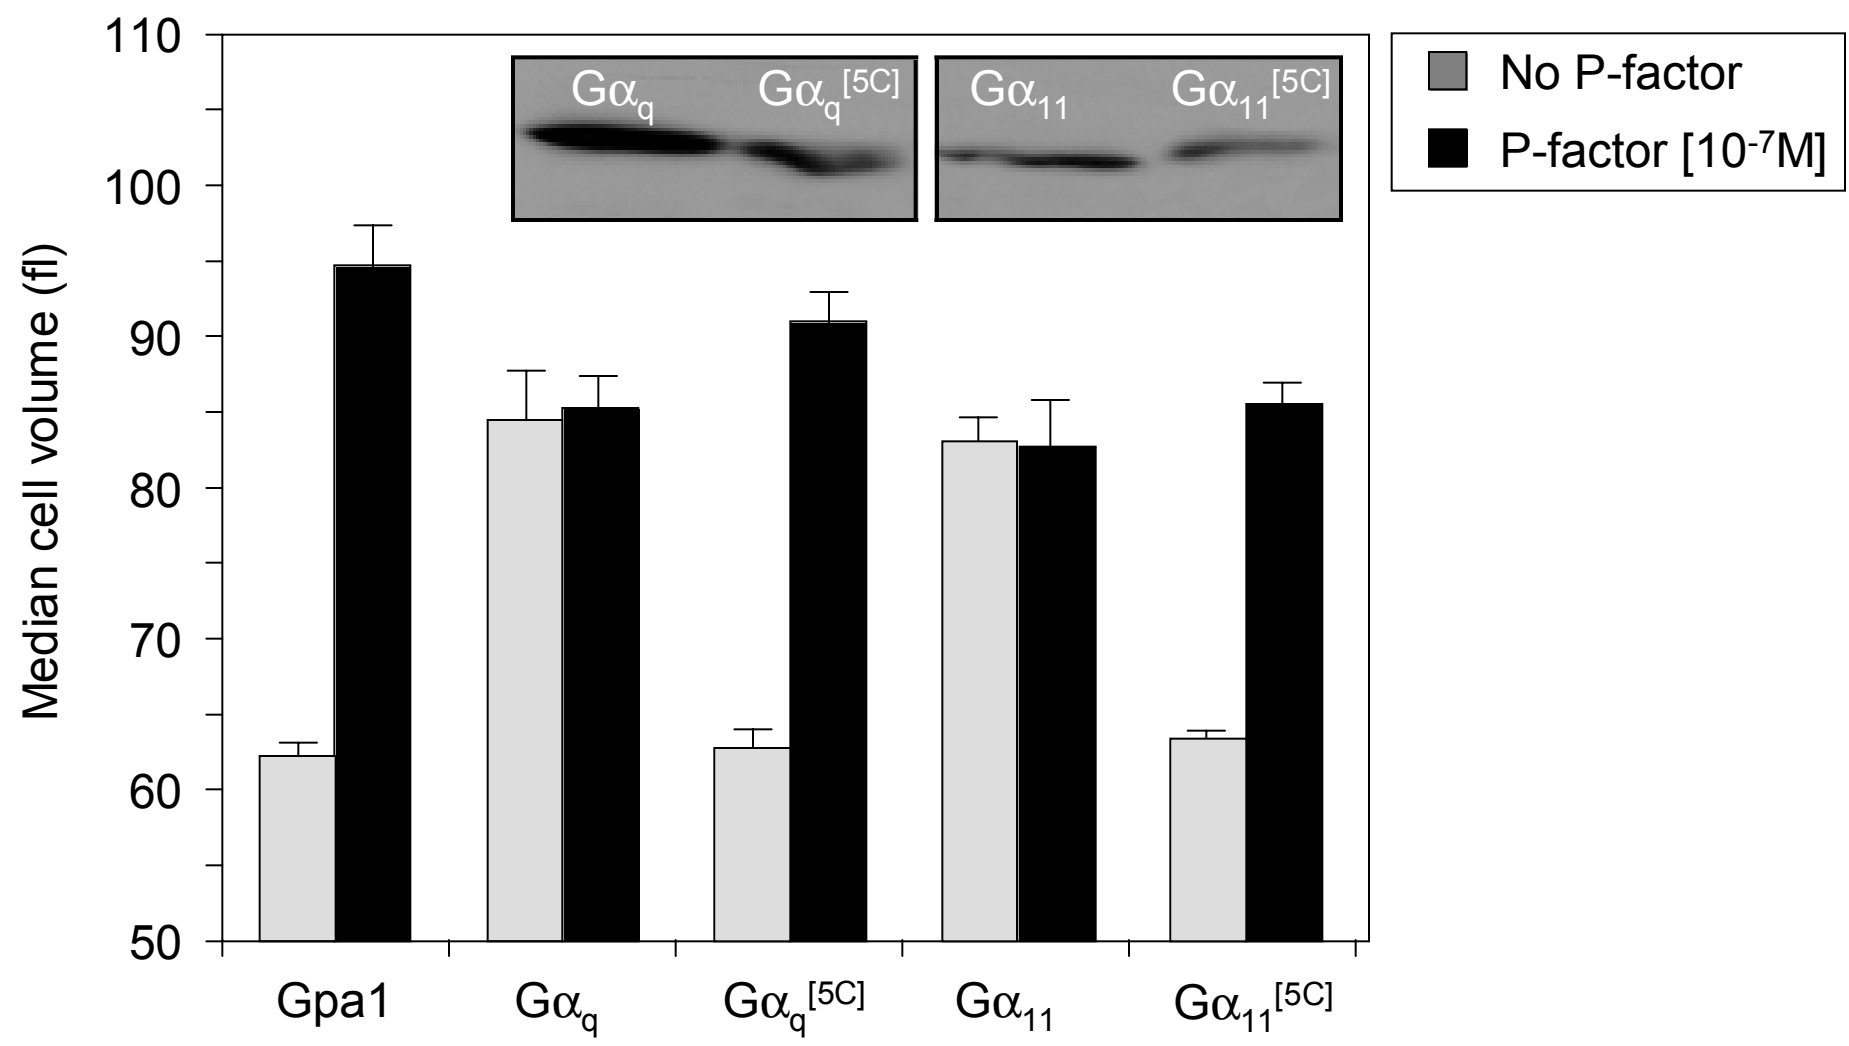 110
100
90
80
70
60
50
Median cell volume (fl)
Gαq Gαq[5C] Gα11 Gα11[5C]
No P-factor
P-factor [10-7M]
Gpa1 Gαq Gαq[5C] Gα11 Gα11[5C]